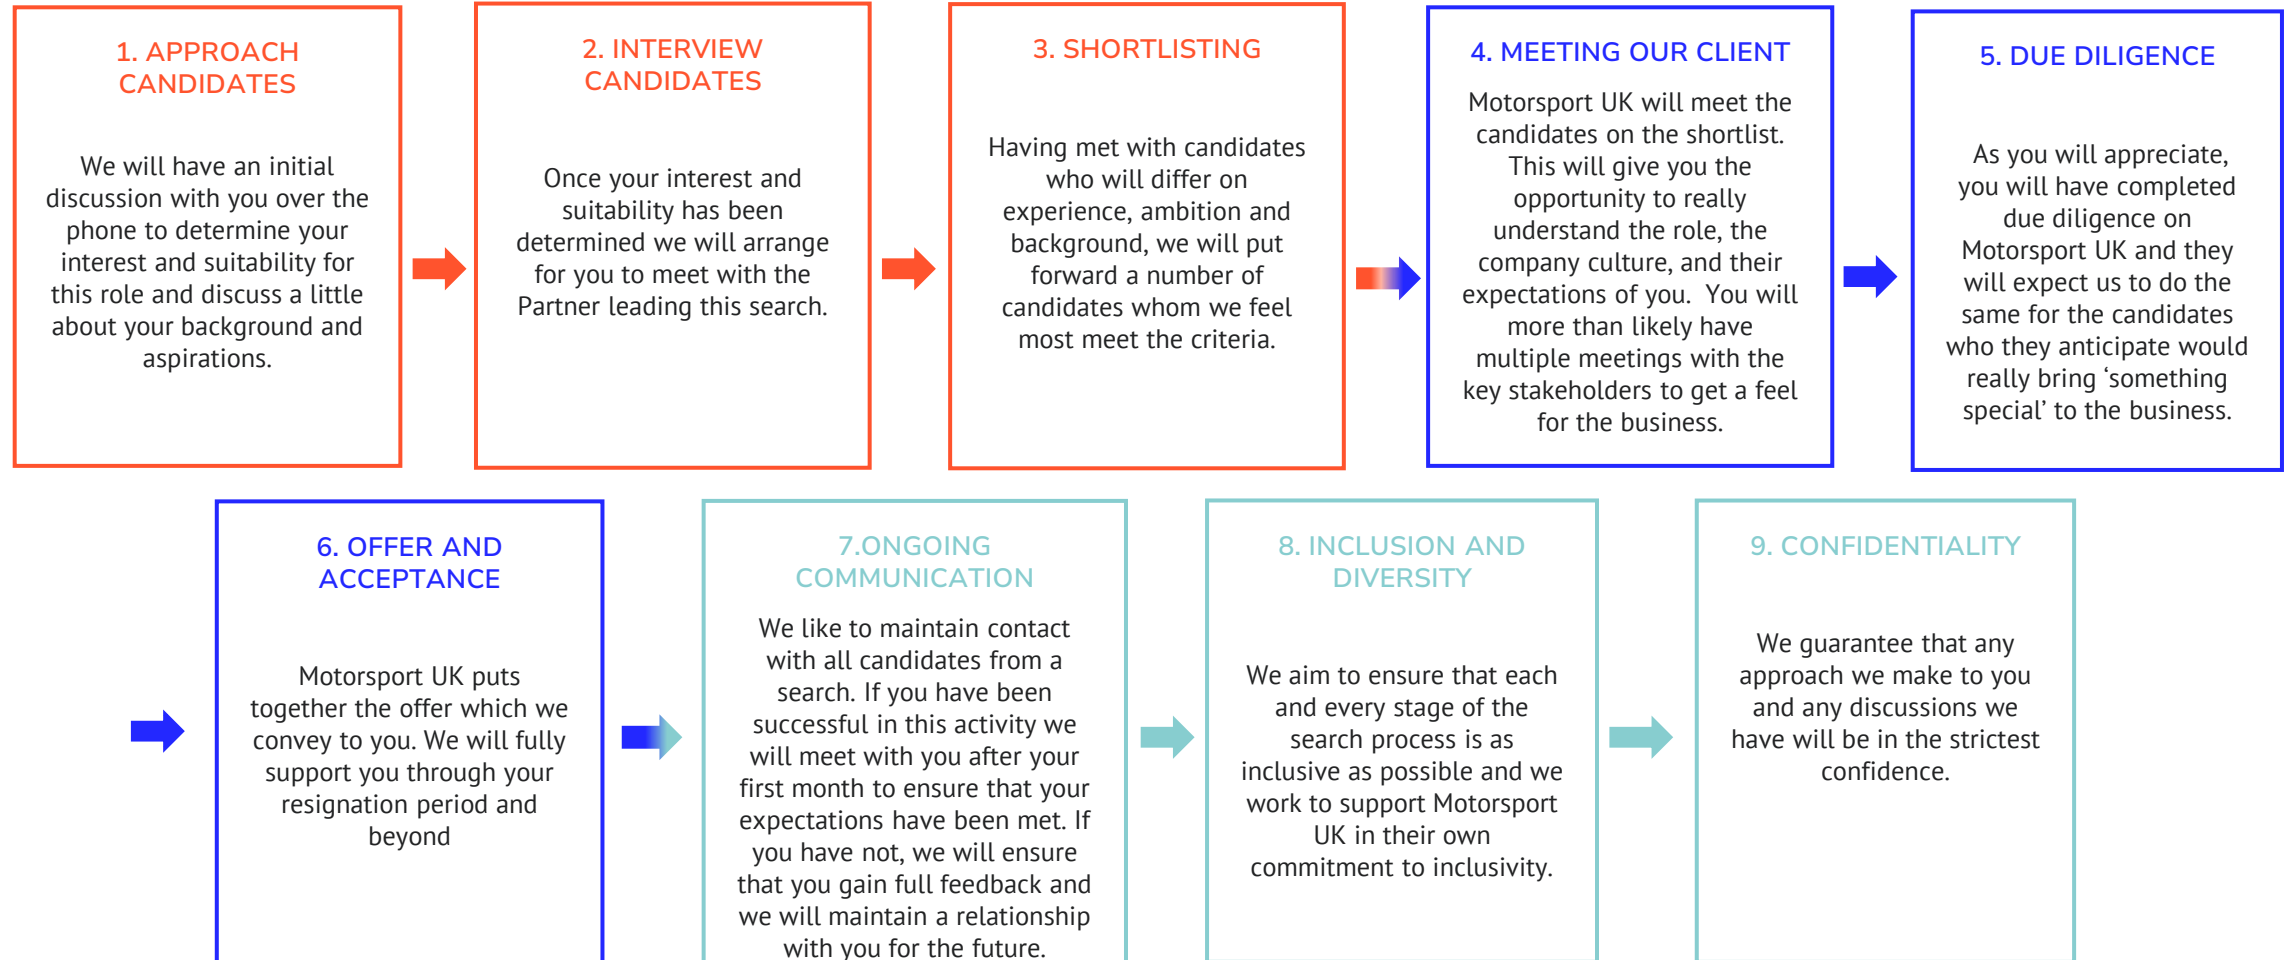 1. APPROACH
CANDIDATES
We will have an initial
discussion with you over the
phone to determine your
interest and suitability for
this role and discuss a little
about your background and
aspirations.
2. INTERVIEW
CANDIDATES
Once your interest and
suitability has been
determined we will arrange
for you to meet with the
Partner leading this search.
3. SHORTLISTING
Having met with candidates
who will differ on
experience, ambition and
background, we will put
forward a number of
candidates whom we feel
most meet the criteria.
4. MEETING OUR CLIENT
Motorsport UK will meet the
candidates on the shortlist.
This will give you the
opportunity to really
understand the role, the
company culture, and their
expectations of you.  You will
more than likely have
multiple meetings with the
key stakeholders to get a feel
for the business.
5. DUE DILIGENCE
As you will appreciate,
you will have completed
due diligence on
Motorsport UK and they
will expect us to do the
same for the candidates
who they anticipate would
really bring ‘something
special’ to the business.
6. OFFER AND
ACCEPTANCE
Motorsport UK puts
together the offer which we
convey to you. We will fully
support you through your
resignation period and
beyond
7.ONGOING
COMMUNICATION
We like to maintain contact
with all candidates from a
search. If you have been
successful in this activity we
will meet with you after your
first month to ensure that your
expectations have been met. If
you have not, we will ensure
that you gain full feedback and
we will maintain a relationship
with you for the future.
8. INCLUSION AND
DIVERSITY
We aim to ensure that each
and every stage of the
search process is as
inclusive as possible and we
work to support Motorsport
UK in their own
commitment to inclusivity.
9. CONFIDENTIALITY
We guarantee that any
approach we make to you
and any discussions we
have will be in the strictest
confidence.